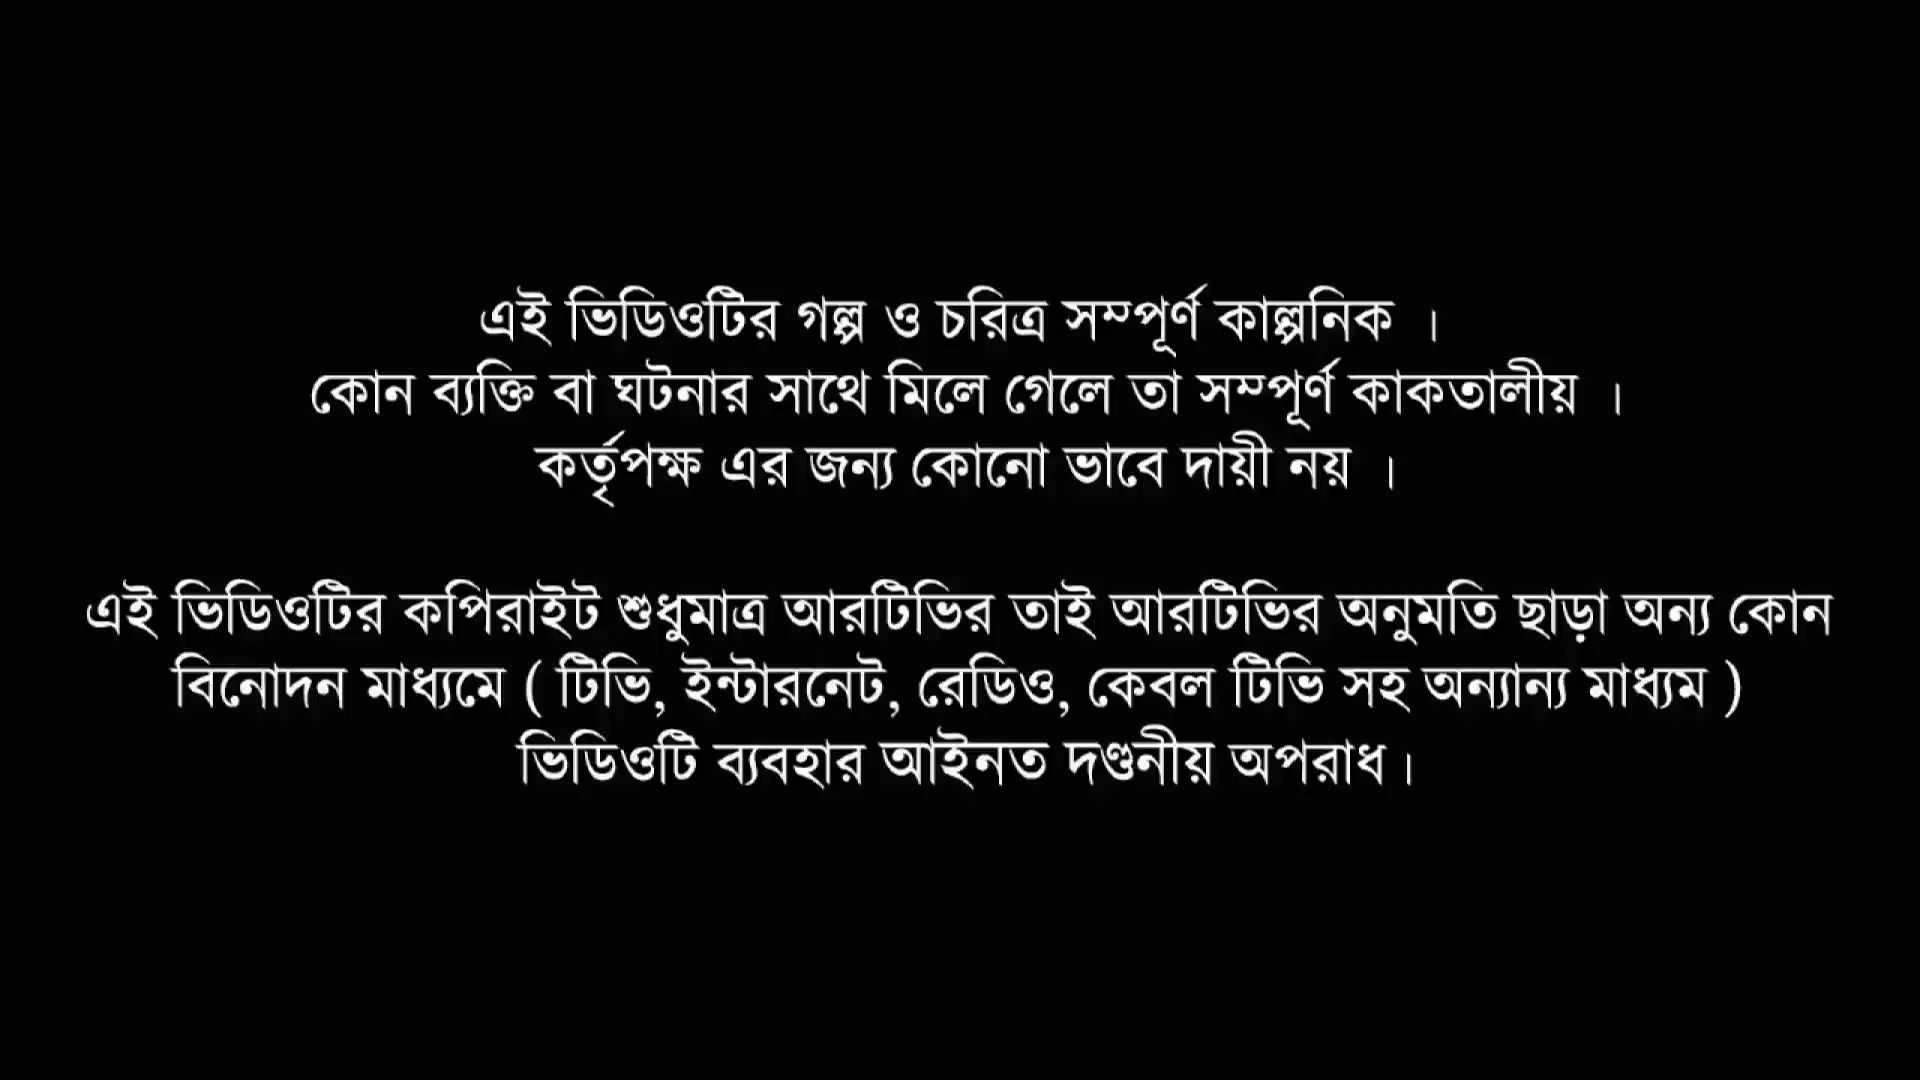 এই ভিডিওটির গল্প ও চরিত্র সম্পূর্ণ কাল্পনিক ।
কোন ব্যক্তি বা ঘটনার সাথে মিলে গেলে তা সম্পূর্ণ কাকতালীয় ।
কর্তৃপক্ষ এর জন্য কোনো ভাবে দায়ী নয় ।
এই ভিডিওটির কপিরাইট শুধুমাত্র আরটিভির তাই আরটিভির অনুমতি ছাড়া অন্য কোন
বিনোদন মাধ্যমে ( টিভি, ইন্টারনেট, রেডিও, কেবল টিভি সহ অন্যান্য মাধ্যম )
ভিডিওটি ব্যবহার আইনত দণ্ডনীয় অপরাধ।